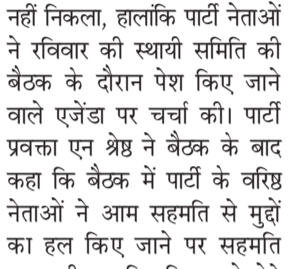 नहीं निकला, हालांकि पार्टी नेताओं
ने रविवार की स्थायी समिति की
बैठक के दौरान पेश किए जाने
वाले एजेंडा पर चर्चा की। पार्टी
प्रवक्ता एन श्रेष्ठ ने बैठक के बाद
कहा कि बैठक में पार्टी के वरिष्ठ
नेताओं ने आम सहमति से मुद्दों
का हल किए जाने पर सहमति